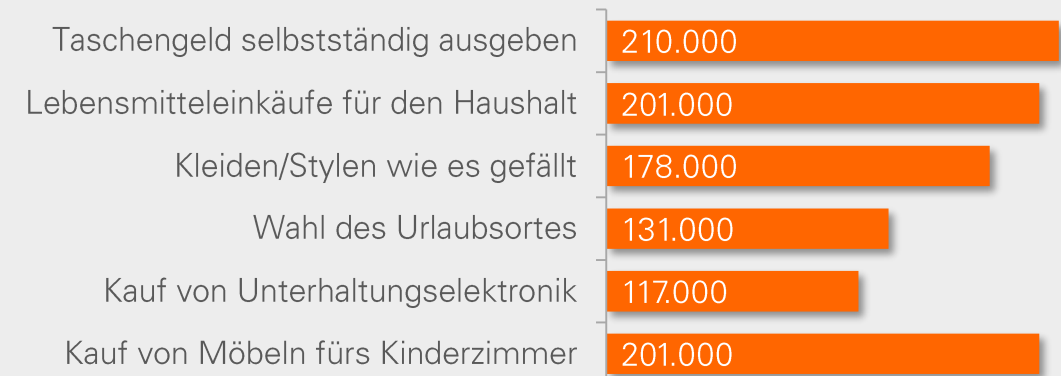 Taschengeld selbstständig ausgeben 210.000
Lebensmitteleinkäufe für den Haushalt 201.000
Kleiden/Stylen wie es gefällt 178.000
Wahl des Urlaubsortes 131.000
Kauf von Unterhaltungselektronik 117.000
Kauf von Möbeln fürs Kinderzimmer 201.000